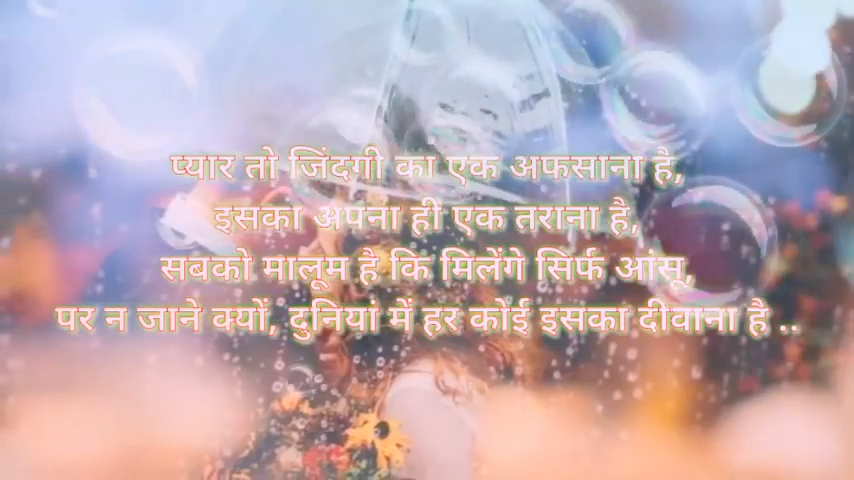 प्यार तो जिंदगी का एक अफसाना है,
इसका अपना ही एक तराना है,
सबको मालूम है कि मिलेंगे सिर्फ आंसू,
पर न जाने क्यों, दुनियां में हर कोई इसका दीवाना है ..